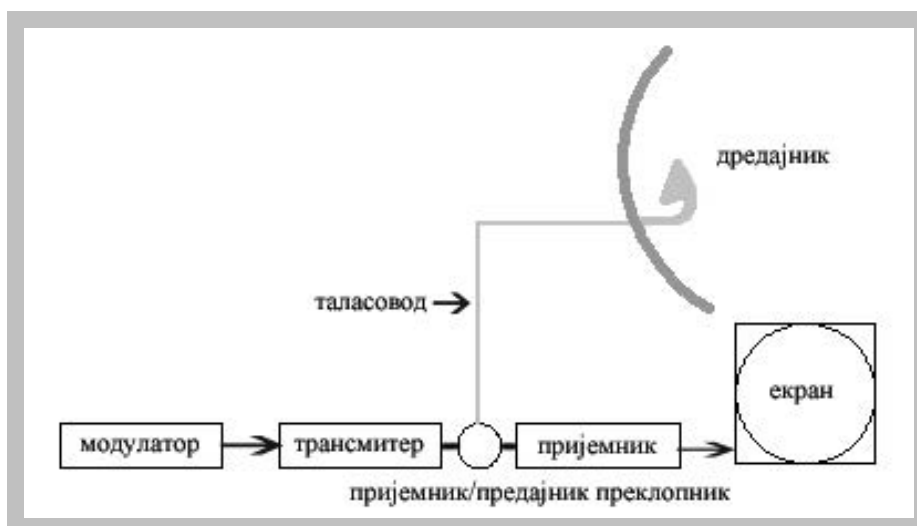 дредајник
таласовод
екран
модулатор
трансмитер
пријемник
пријемник/предајник преклопник